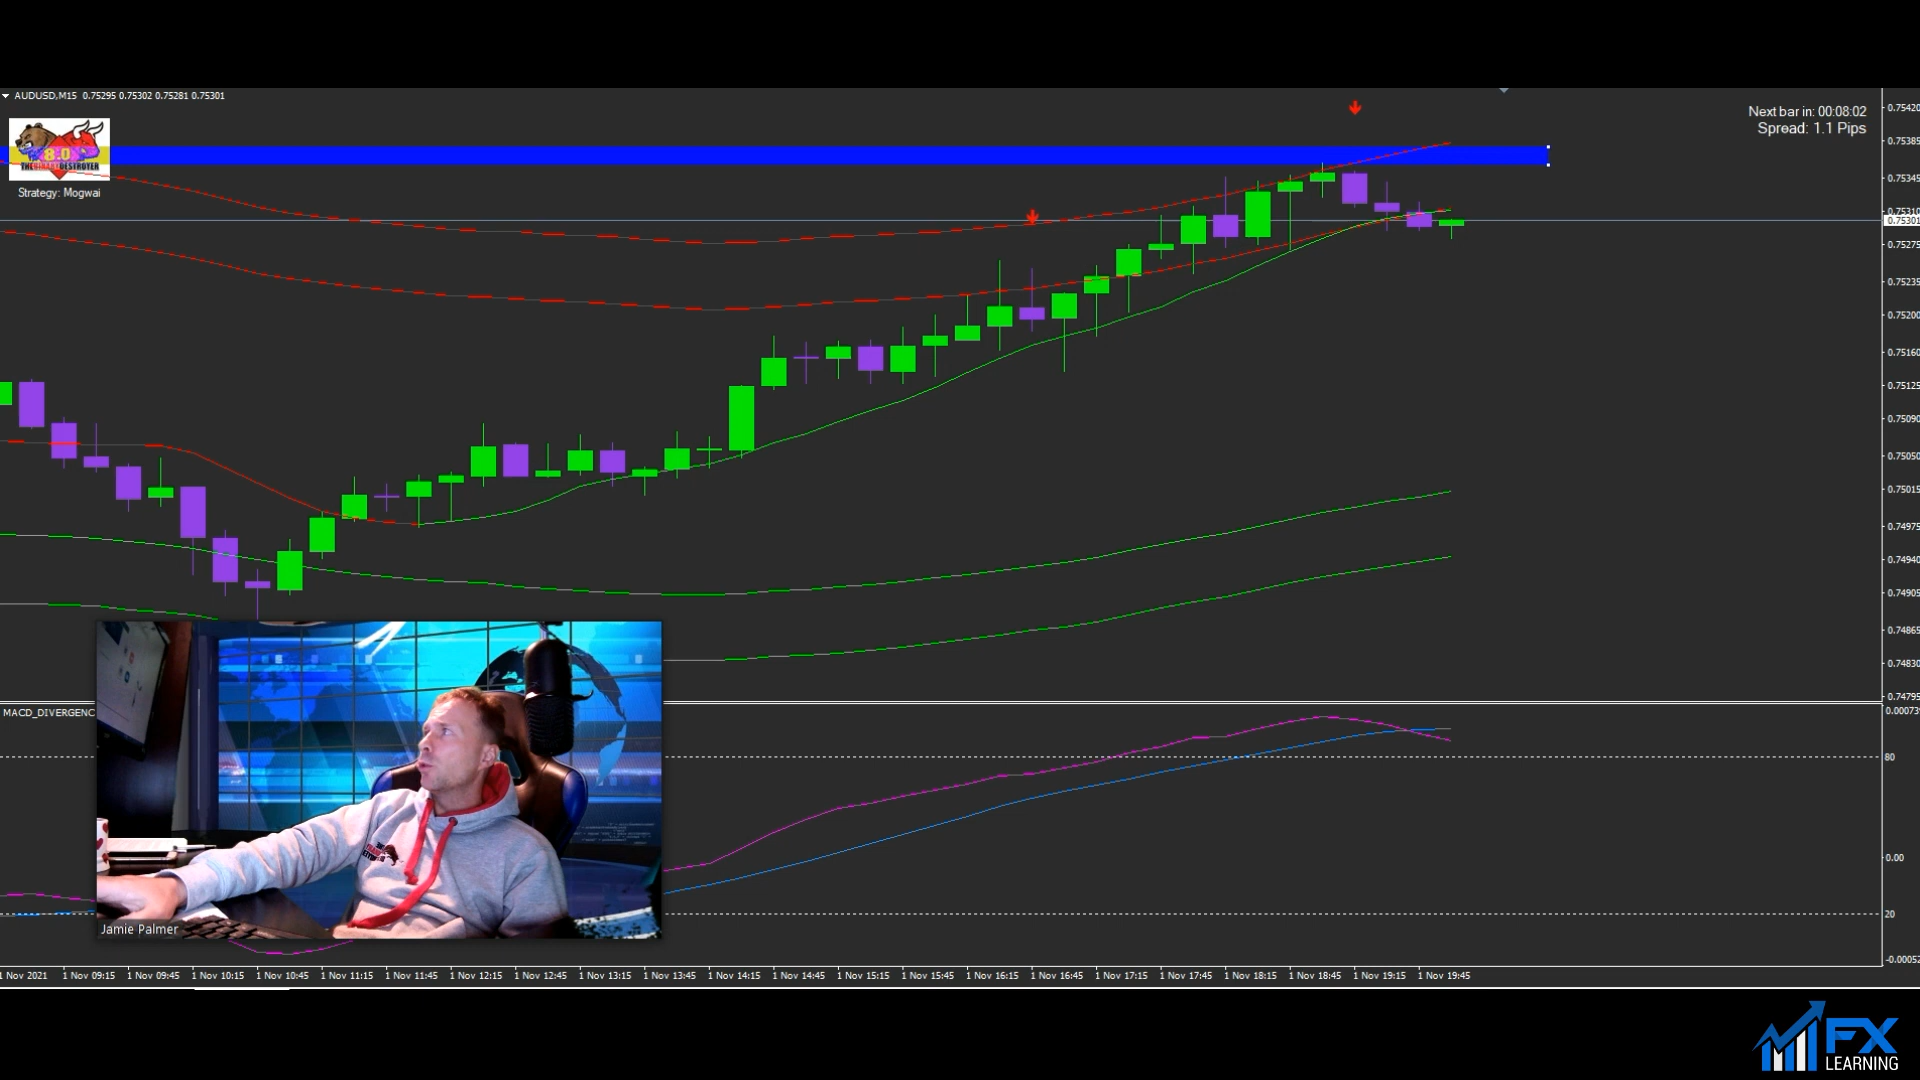 AUDUSD,M15 0.75295 0.75302 0.75281 0.75301
8.0
Strategy: Mogwai
Next bar in: 00:08:02
Spread: 1.1 Pips
0.75420
0.75385
0.75345
0.75310
0.75301
0.75275
0.75235
0.75200
0.75160
0.75125
0.75090
0.75050
0.75015
0.74975
0.74940
0.74905
0.74865
0.74830
0.74795
MACD_DIVERGENC
0.000739
80
0.00
20
-0.00052
Jamie Palmer
1 Nov 2021 1 Nov 09:15 1 Nov 09:45 1 Nov 10:15 1 Nov 10:45 1 Nov 11:15 1 Nov 11:45 1 Nov 12:15 1 Nov 12:45 1 Nov 13:15 1 Nov 13:45 1 Nov 14:15 1 Nov 14:45 1 Nov 15:15 1 Nov 15:45 1 Nov 16:15 1 Nov 16:45 1 Nov 17:15 1 Nov 17:45 1 Nov 18:15 1 Nov 18:45 1 Nov 19:15 1 Nov 19:45
FX
LEARNING